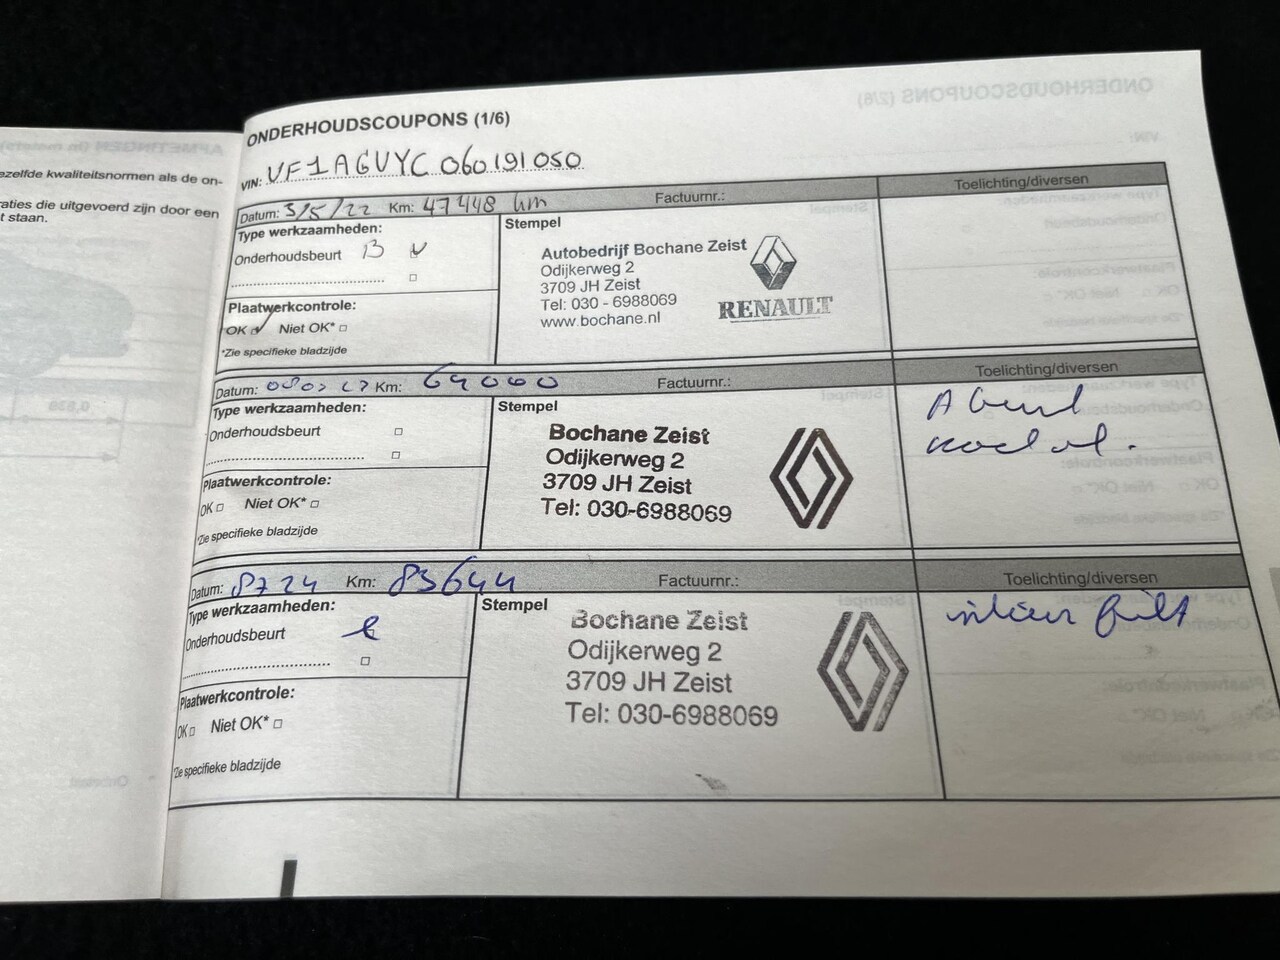 ezelfde kwaliteitsnormen als de on-
raties die uitgevoerd zijn door een
t staan.
ONDERHOUDSCOUPONS (1/6)
VIN: VF1AGVYC060191050
Datum: 3/5/22 Km: 47448 km Factuurnr.: Toelichting/diversen
Type werkzaamheden:
Onderhoudsbeurt B
Plaatwerkcontrole:
OK Niet OK*
*Zie specifieke bladzijde
Stempel
Autobedrijf Bochane Zeist
Odijkerweg 2
3709 JH Zeist
Tel: 030 - 6988069
www.bochane.nl
RENAULT
Datum: Km: 69000 Factuurnr.: Toelichting/diversen
Type werkzaamheden:
Onderhoudsbeurt
Plaatwerkcontrole:
OK Niet OK*
*Zie specifieke bladzijde
Stempel
Bochane Zeist
Odijkerweg 2
3709 JH Zeist
Tel: 030-6988069
A beurt
Datum: 8724 Km: 83644 Factuurnr.: Toelichting/diversen
Type werkzaamheden:
Onderhoudsbeurt
Plaatwerkcontrole:
OK Niet OK*
*Zie specifieke bladzijde
Stempel
Bochane Zeist
Odijkerweg 2
3709 JH Zeist
Tel: 030-6988069